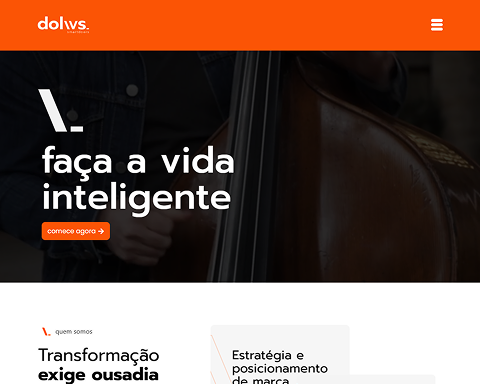 dolws.
faça a vida
inteligente
comece agora →
quem somos
Transformação
exige ousadia
Estratégia e
posicionamento
de marca